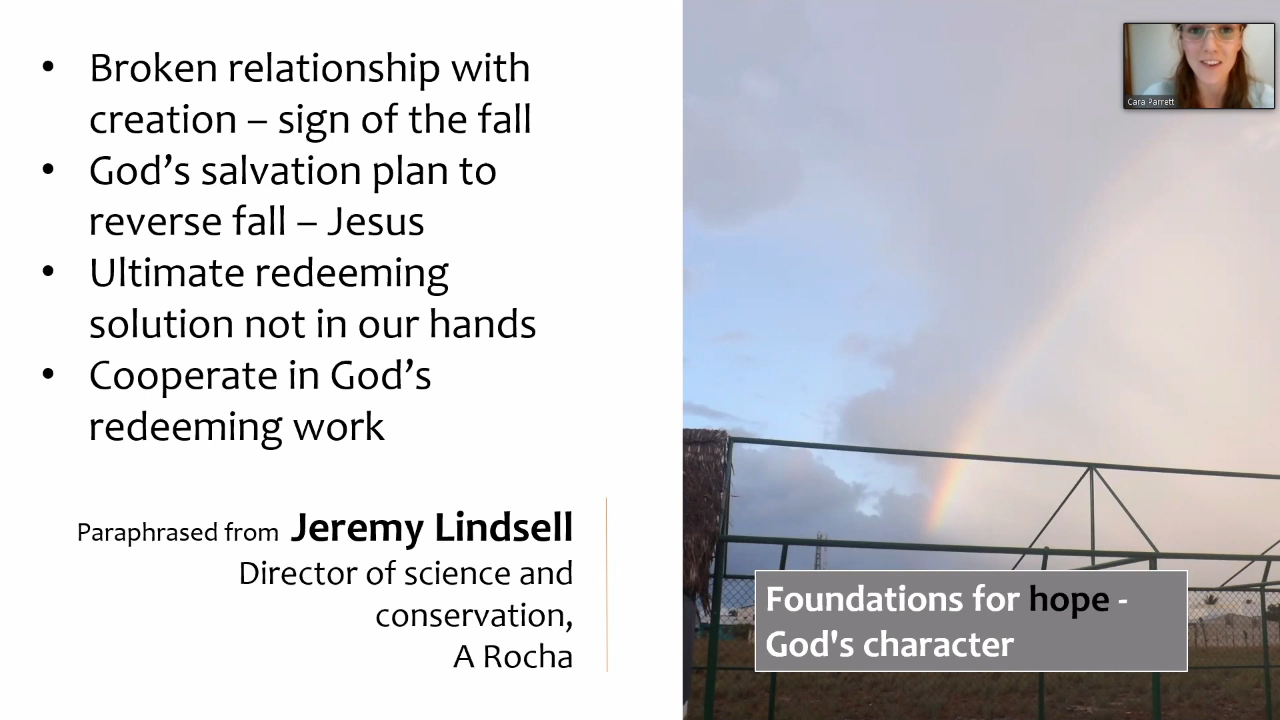 • Broken relationship with
creation – sign of the fall
• God’s salvation plan to
reverse fall – Jesus
• Ultimate redeeming
solution not in our hands
• Cooperate in God’s
redeeming work
Paraphrased from Jeremy Lindsell
Director of science and
conservation,
A Rocha
Cara Parrett
Foundations for hope -
God's character